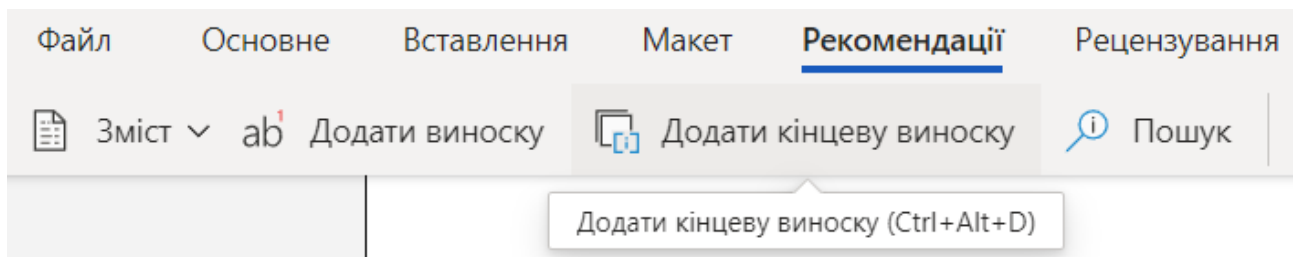 Файл Основне Вставлення Макет Рекомендації Рецензування
Зміст ab1 Додати виноску Додати кінцеву виноску Пошук
Додати кінцеву виноску (Ctrl+Alt+D)